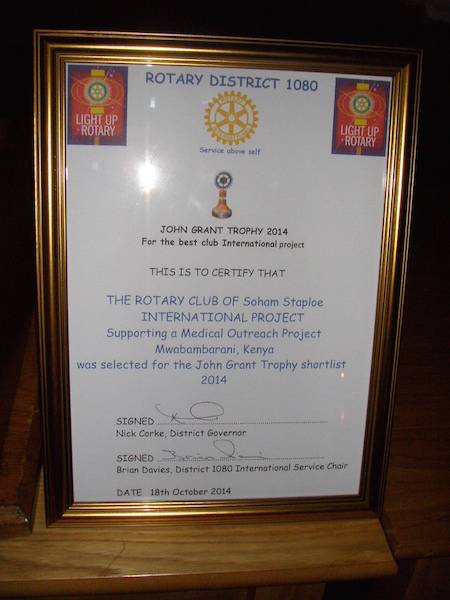 ROTARY DISTRICT 1080
LIGHT UP
ROTARY
LIGHT UP
ROTARY
Service above self
JOHN GRANT TROPHY 2014
For the best club International project
THIS IS TO CERTIFY THAT
THE ROTARY CLUB OF Soham Staploe
INTERNATIONAL PROJECT
Supporting a Medical Outreach Project
Mwabambarani, Kenya
was selected for the John Grant Trophy shortlist
2014
SIGNED
Nick Corke, District Governor
SIGNED
Brian Davies, District 1080 International Service Chair
DATE 18th October 2014